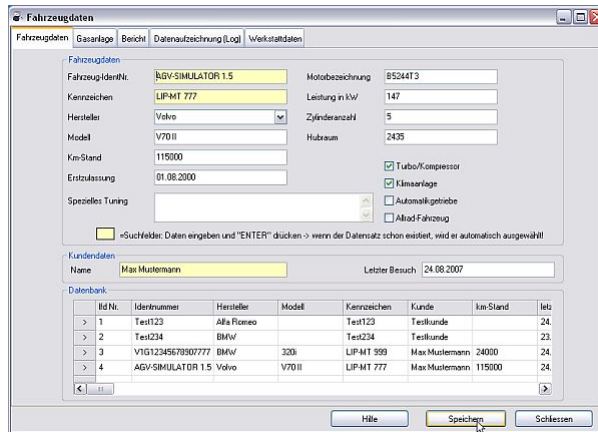 Fahrzeugdaten
Fahrzeugdaten Gasanlage Bericht Datenaufzeichnung (Log) Werkstattdaten
Fahrzeugdaten
Fahrzeug-IdentNr. AGV-SIMULATOR 1.5 Motorbezeichnung B5244T3
Kennzeichen LIP-MT 777 Leistung in kW 147
Hersteller Volvo Zylinderanzahl 5
Modell V70 II Hubraum 2435
Km-Stand 115000
Turbo/Kompressor
Erstzulassung 01.08.2000
Klimaanlage
Spezielles Tuning
Automatikgetriebe
Allrad-Fahrzeug
=Suchfelder: Daten eingeben und "ENTER" drücken -> wenn der Datensatz schon existiert, wird er automatisch ausgewählt!
Kundendaten
Name Max Mustermann Letzter Besuch 24.08.2007
Datenbank
lfd Nr. Identnummer Hersteller Modell Kennzeichen Kunde km-Stand letz
> 1 Test123 Alfa Romeo Test123 Testkunde 24.
> 2 Test234 BMW Test234 Testkunde 23.
> 3 V1G12345678907777 BMW 320i LIP-MT 999 Max Mustermann 24000 24.
> 4 AGV-SIMULATOR 1.5 Volvo V70 II LIP-MT 777 Max Mustermann 115000 24.
Hilfe Speichern Schliessen